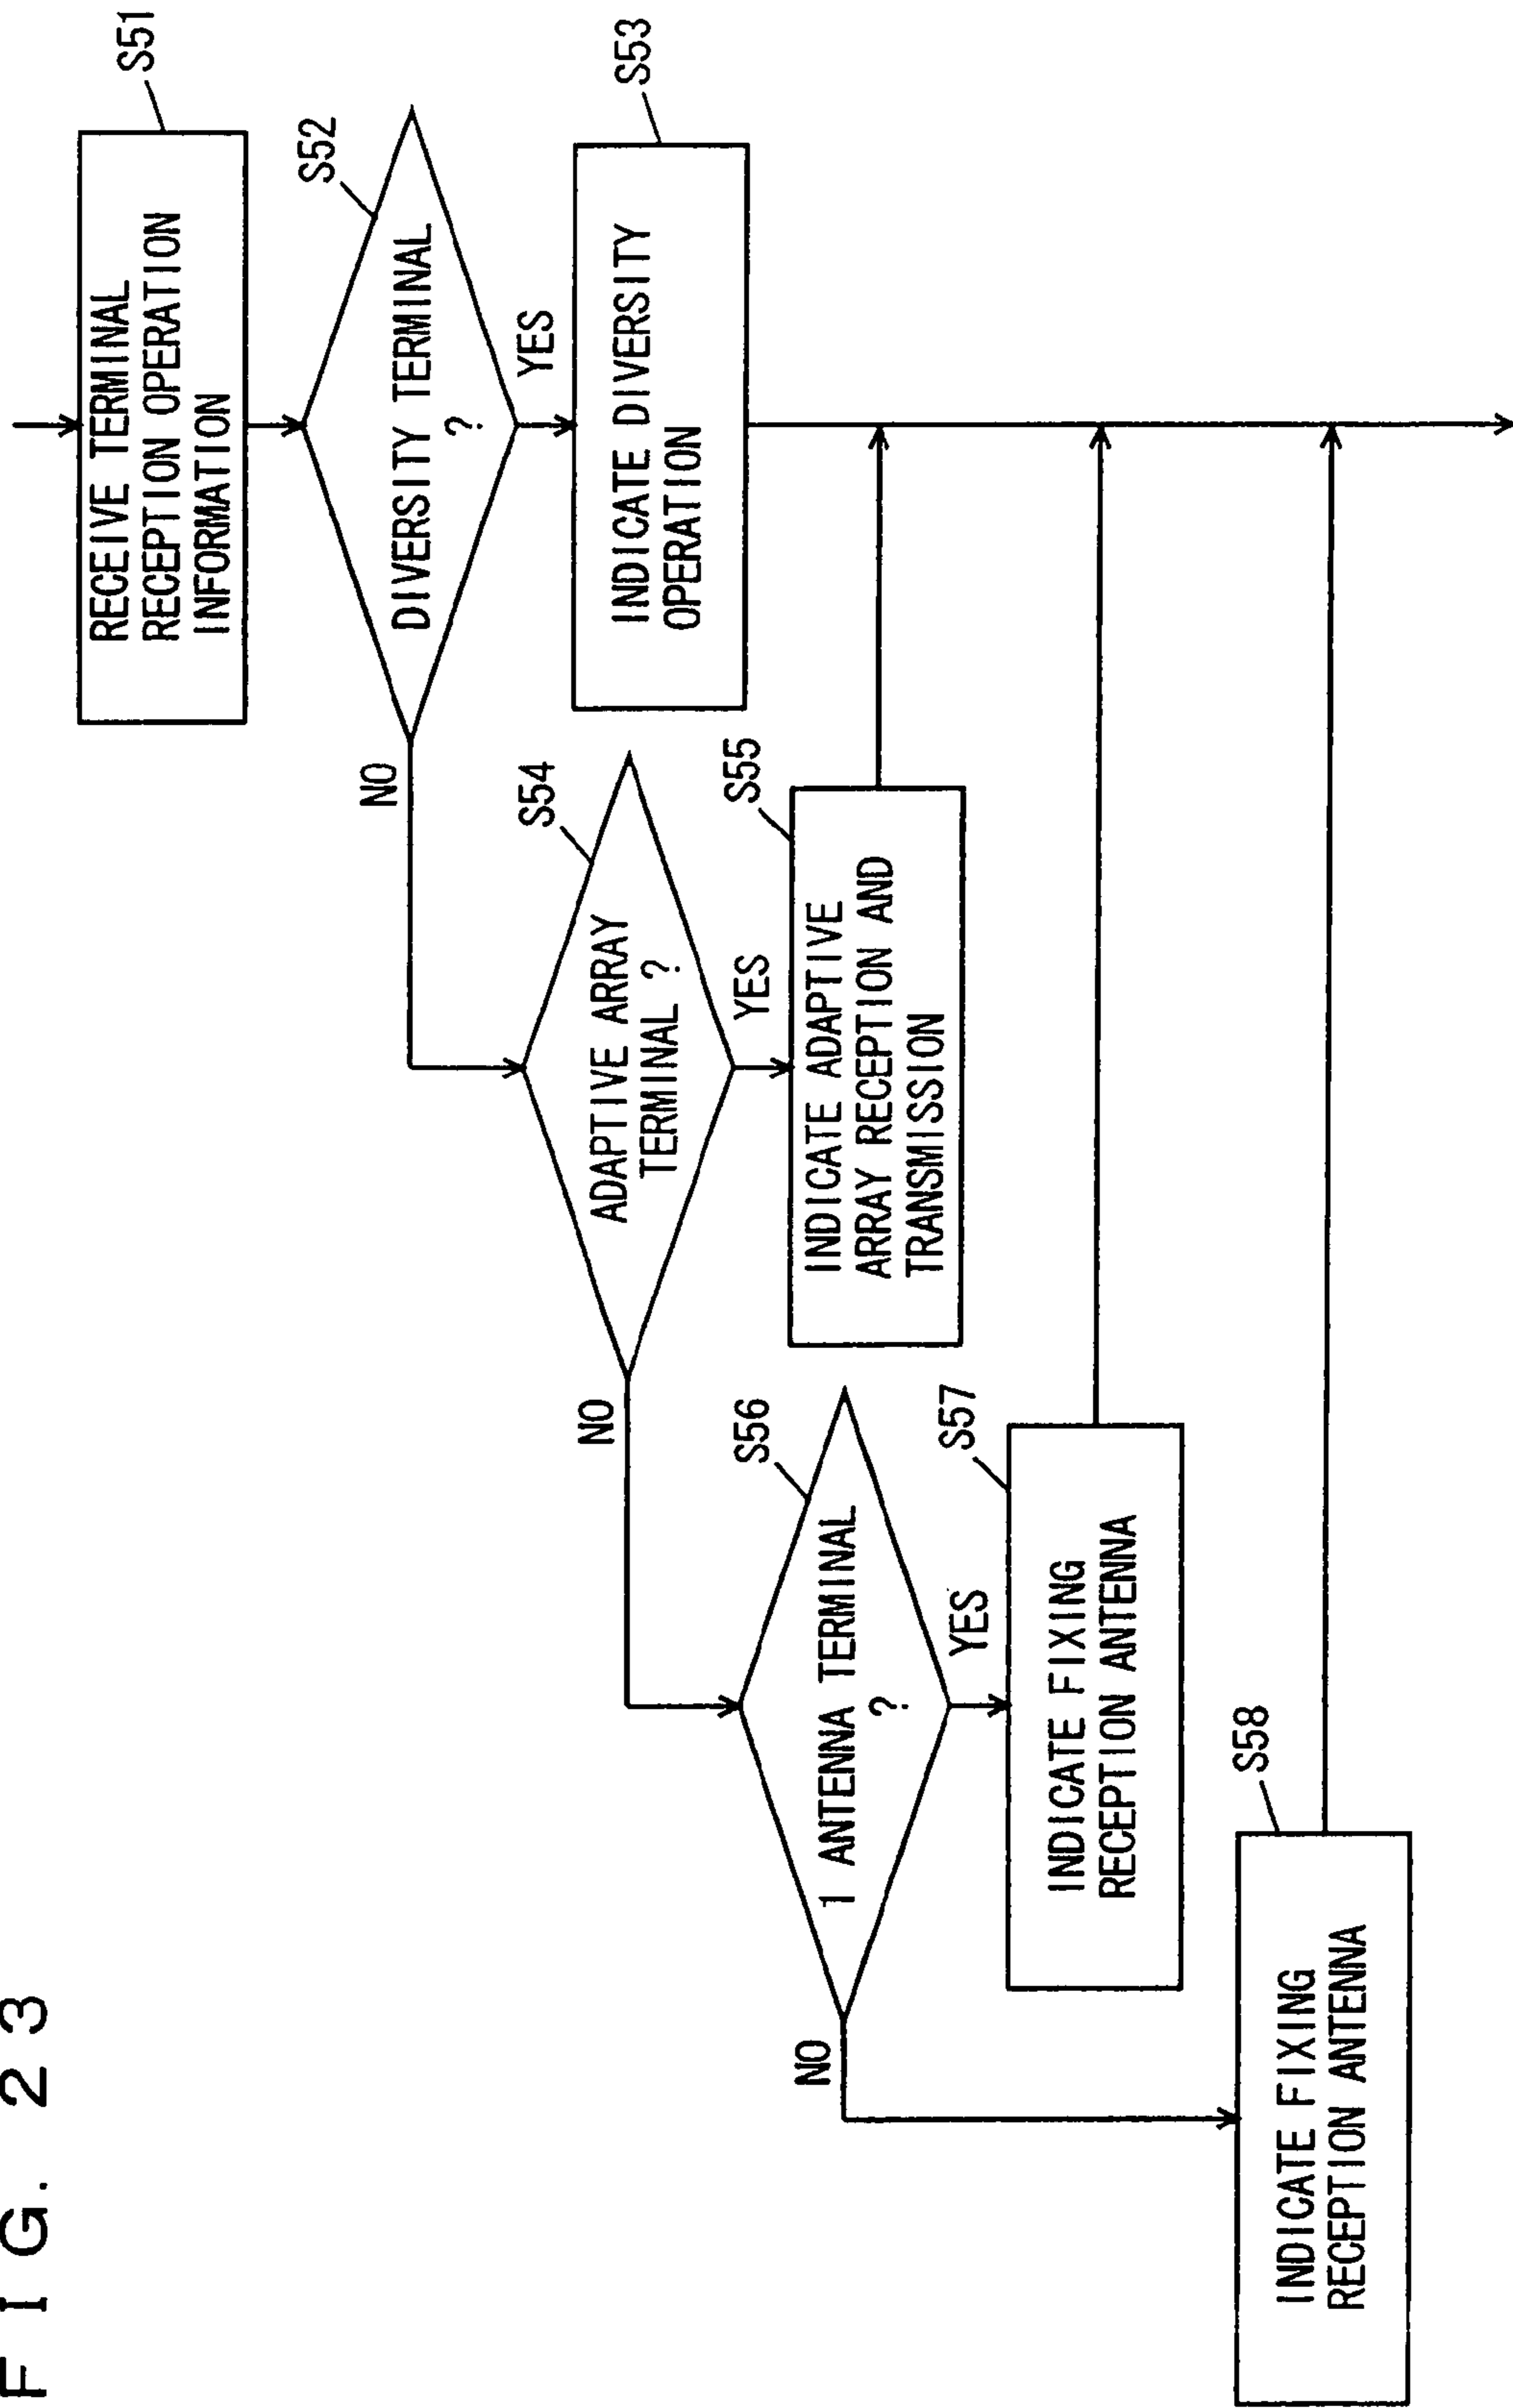 FIG. 23
RECEIVE TERMINAL
RECEPTION OPERATION
INFORMATION
S51
DIVERSITY TERMINAL
?
S52
NO
YES
INDICATE DIVERSITY
OPERATION
S53
ADAPTIVE ARRAY
TERMINAL ?
S54
NO
YES
INDICATE ADAPTIVE
ARRAY RECEPTION AND
TRANSMISSION
S55
1 ANTENNA TERMINAL
?
S56
NO
YES
INDICATE FIXING
RECEPTION ANTENNA
S57
INDICATE FIXING
RECEPTION ANTENNA
S58